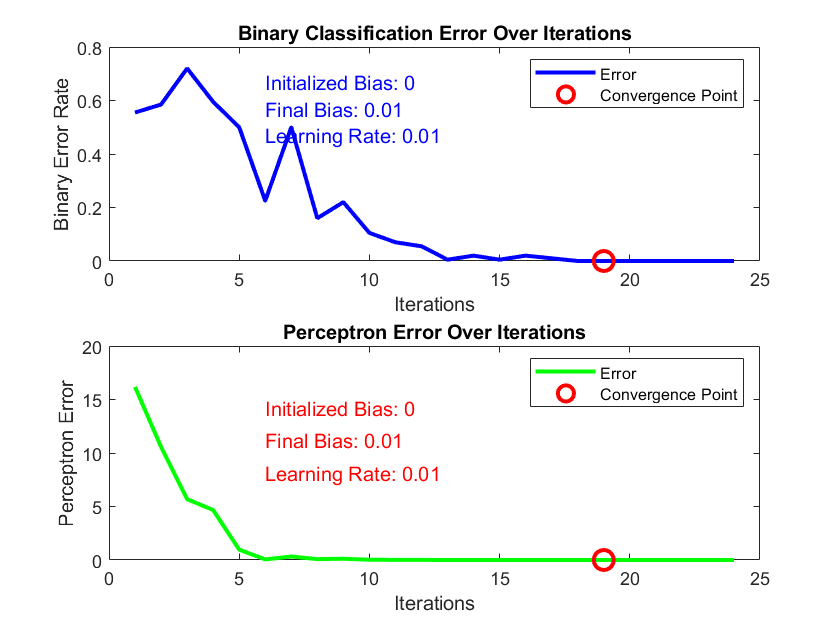 Binary Classification Error Over Iterations
Binary Error Rate
0.8
0.6
0.4
0.2
0
Initialized Bias: 0
Final Bias: 0.01
Learning Rate: 0.01
Error
Convergence Point
0 5 10 15 20 25
Iterations
Perceptron Error Over Iterations
Perceptron Error
20
15
10
5
0
Initialized Bias: 0
Final Bias: 0.01
Learning Rate: 0.01
Error
Convergence Point
0 5 10 15 20 25
Iterations